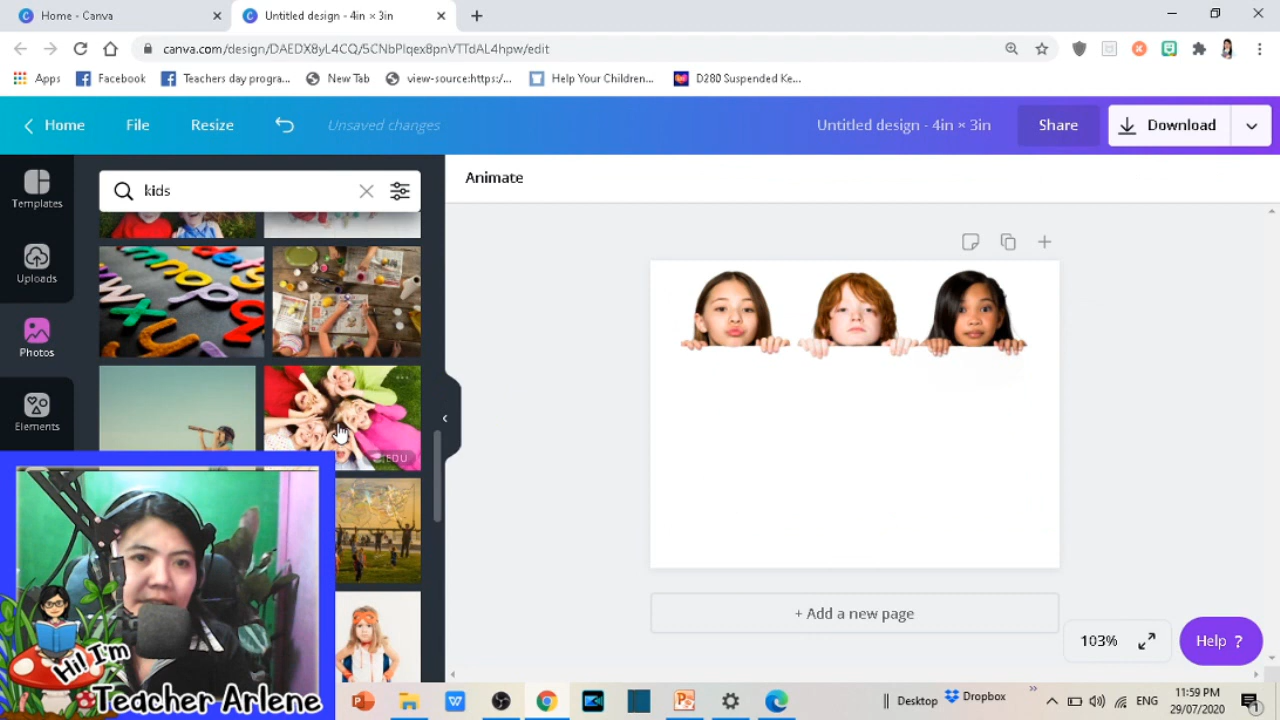 Home - Canva
Untitled design - 4in × 3in
canva.com/design/DAEDX8yL4CQ/5CNbPlqex8pnVTTdAL4hpw/edit
Apps
Facebook
Teachers day progra...
New Tab
view-source:https:/...
Help Your Children...
D280 Suspended Ke...
Home
File
Resize
Unsaved changes
Untitled design - 4in × 3in
Share
Download
Templates
Uploads
Photos
Elements
kids
EDU
Animate
+ Add a new page
103%
Help ?
Hi! I'm
Teacher Arlene
Desktop
Dropbox
ENG
11:59 PM
29/07/2020